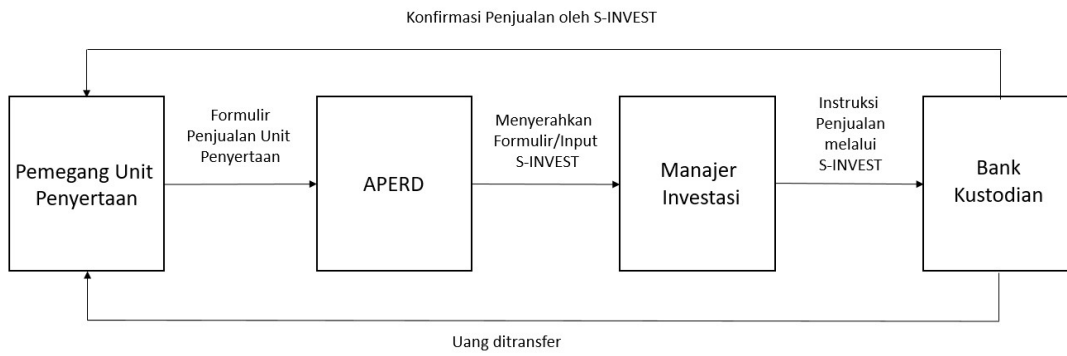 Konfirmasi Penjualan oleh S-INVEST
Pemegang Unit
Penyertaan
Formulir
Penjualan Unit
Penyertaan
APERD
Menyerahkan
Formulir/Input
S-INVEST
Manajer
Investasi
Instruksi
Penjualan
melalui
S-INVEST
Bank
Kustodian
Uang ditransfer